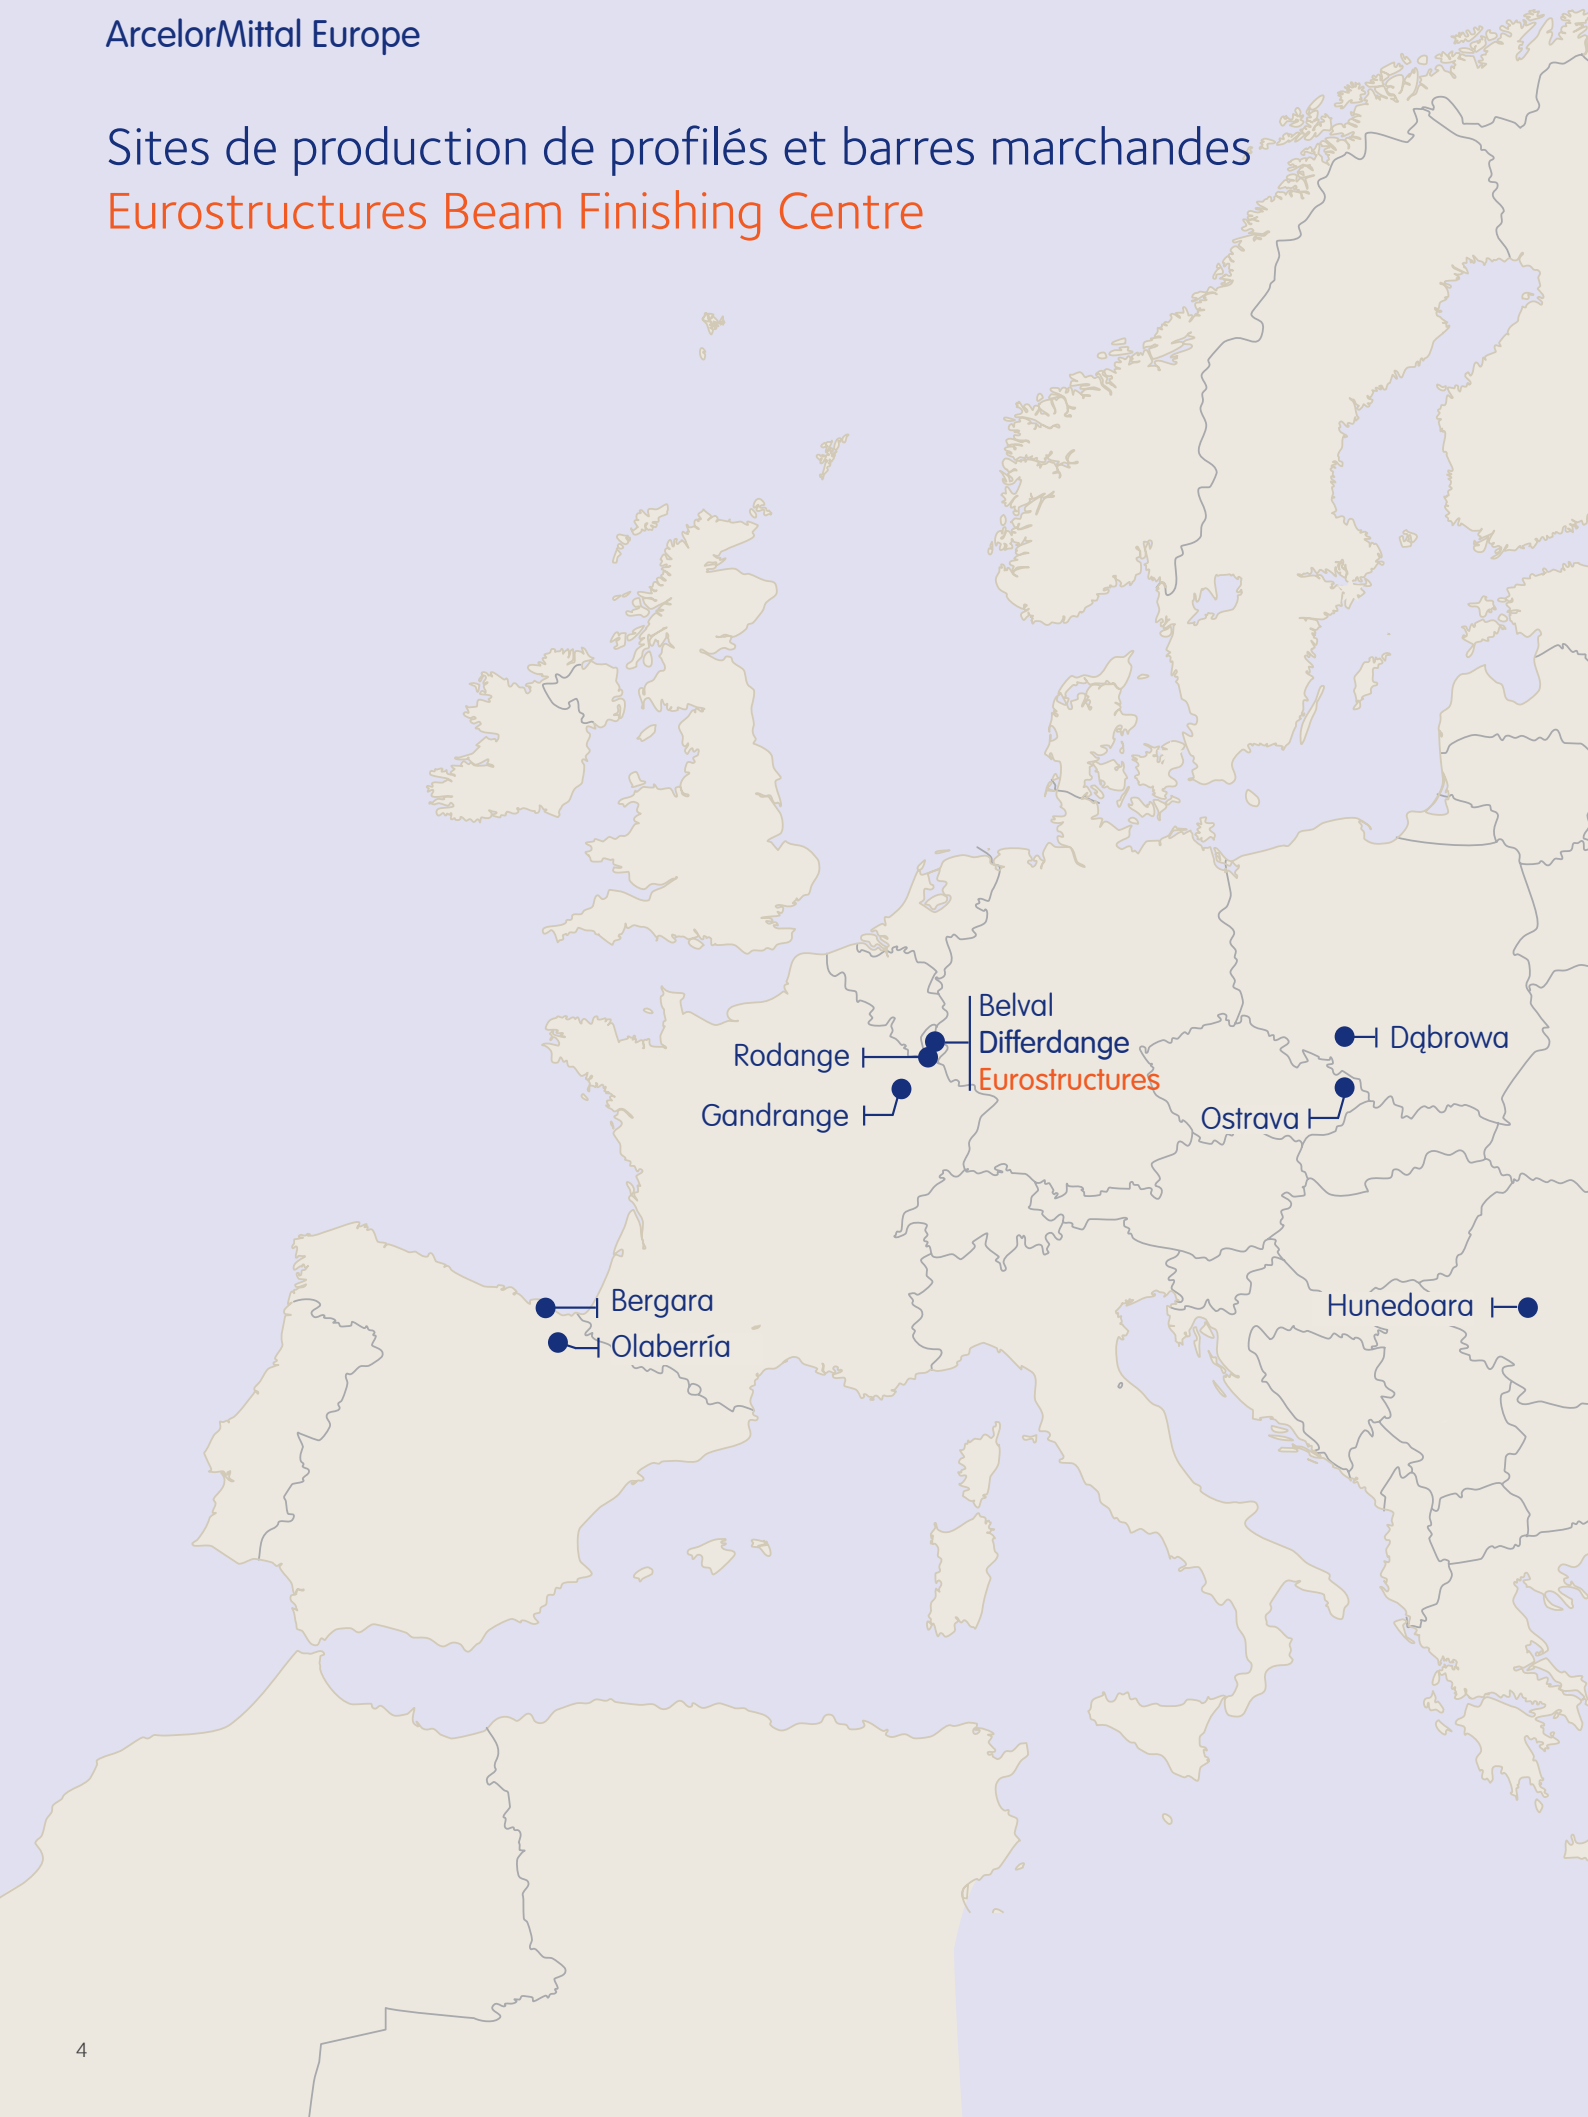 ArcelorMittal Europe
Sites de production de profilés et barres marchandes
Eurostructures Beam Finishing Centre
Belval
Differdange
Eurostructures
Rodange
Gandrange
Dąbrowa
Ostrava
Bergara
Olaberría
Hunedoara
4